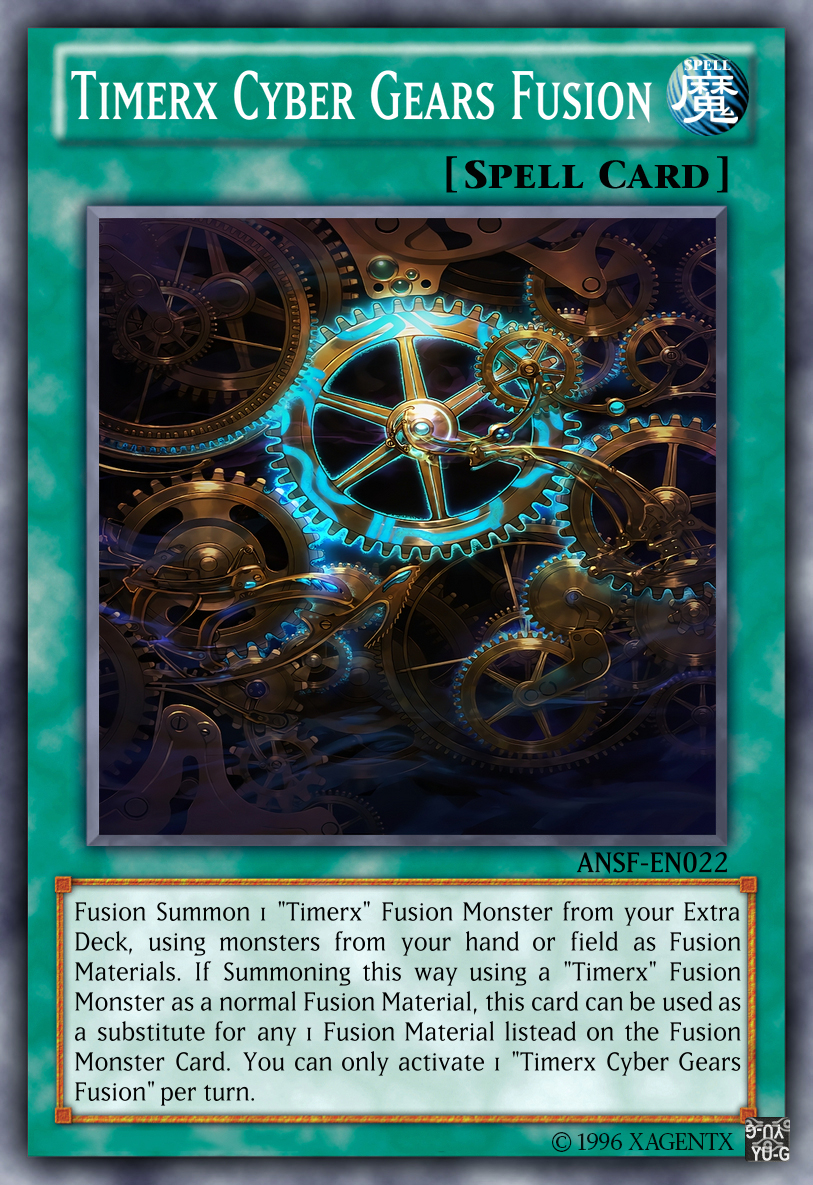 TIMERX CYBER GEARS FUSION
SPELL
魔
[SPELL CARD]
ANSF-EN022
Fusion Summon 1 "Timerx" Fusion Monster from your Extra
Deck, using monsters from your hand or field as Fusion
Materials. If Summoning this way using a "Timerx" Fusion
Monster as a normal Fusion Material, this card can be used as
a substitute for any 1 Fusion Material listead on the Fusion
Monster Card. You can only activate 1 "Timerx Cyber Gears
Fusion" per turn.
© 1996 XAGENTX
YU-G
YU-G